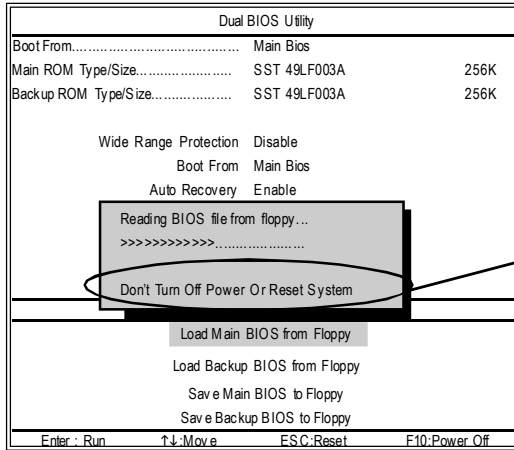 Dual BIOS Utility
Boot From...................................... Main Bios
Main ROM Type/Size..................... SST 49LF003A 256K
Backup ROM Type/Size.................. SST 49LF003A 256K
Wide Range Protection Disable
Boot From Main Bios
Auto Recovery Enable
Reading BIOS file from floppy...
>>>>>>>>>>>>.....................
Don't Turn Off Power Or Reset System
Load Main BIOS from Floppy
Load Backup BIOS from Floppy
Save Main BIOS to Floppy
Save Backup BIOS to Floppy
Enter : Run ↑↓:Move ESC:Reset F10:Power Off